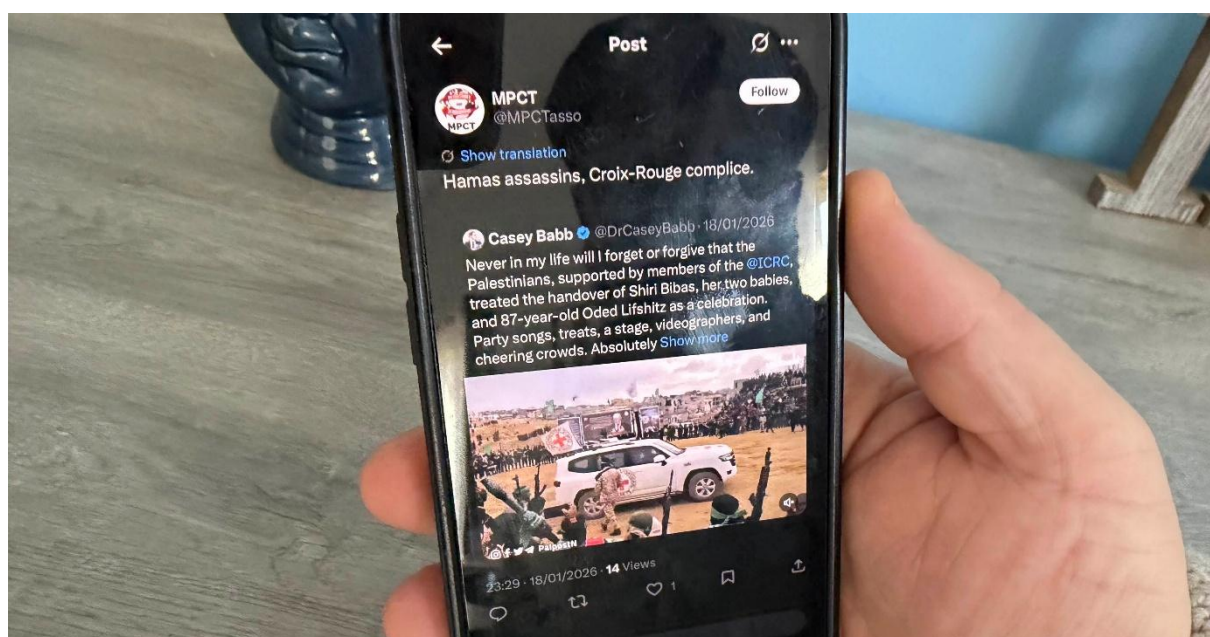 Post
MPCT
@MPCTasso
Follow
MPCT
Show translation
Hamas assassins, Croix-Rouge complice.
Casey Babb @DrCaseyBabb · 18/01/2026
Never in my life will I forget or forgive that the
Palestinians, supported by members of the @ICRC,
treated the handover of Shiri Bibas, her two babies,
and 87-year-old Oded Lifshitz as a celebration.
Party songs, treats, a stage, videographers, and
cheering crowds. Absolutely Show more
PalpostN
23:29 · 18/01/2026 · 14 Views
1